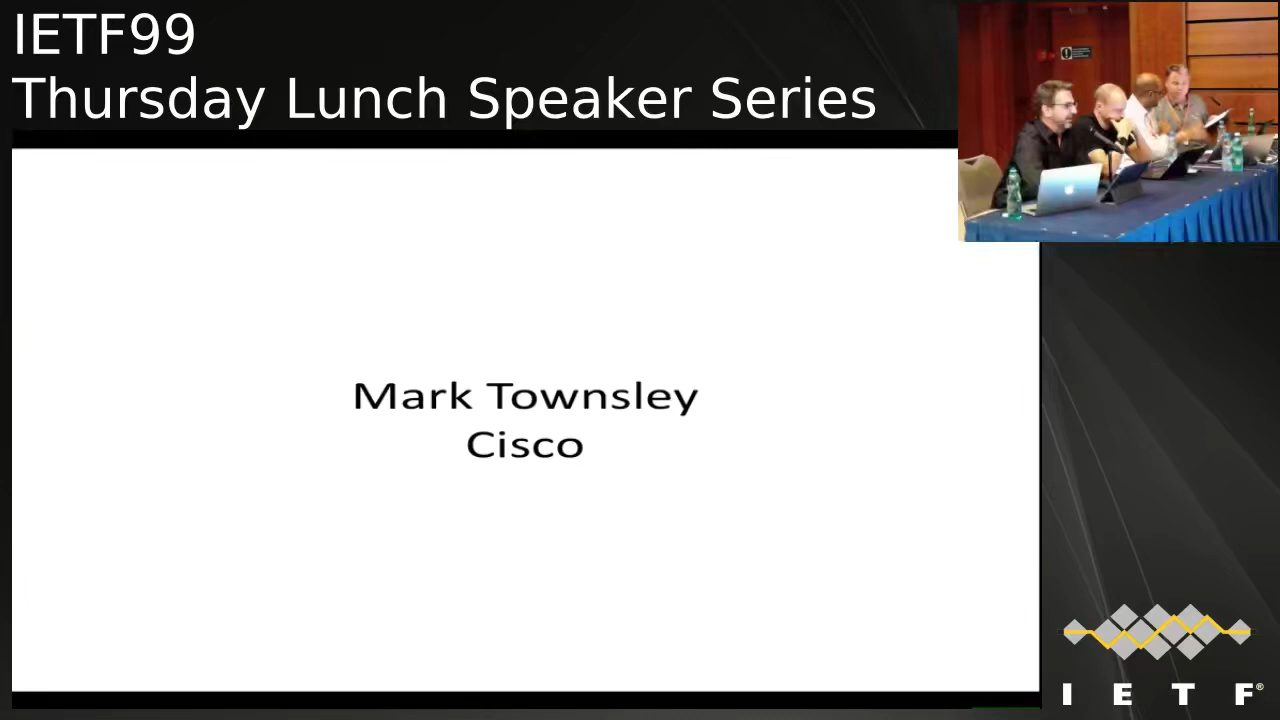 IETF99
Thursday Lunch Speaker Series
Mark Townsley
Cisco
I E T F®